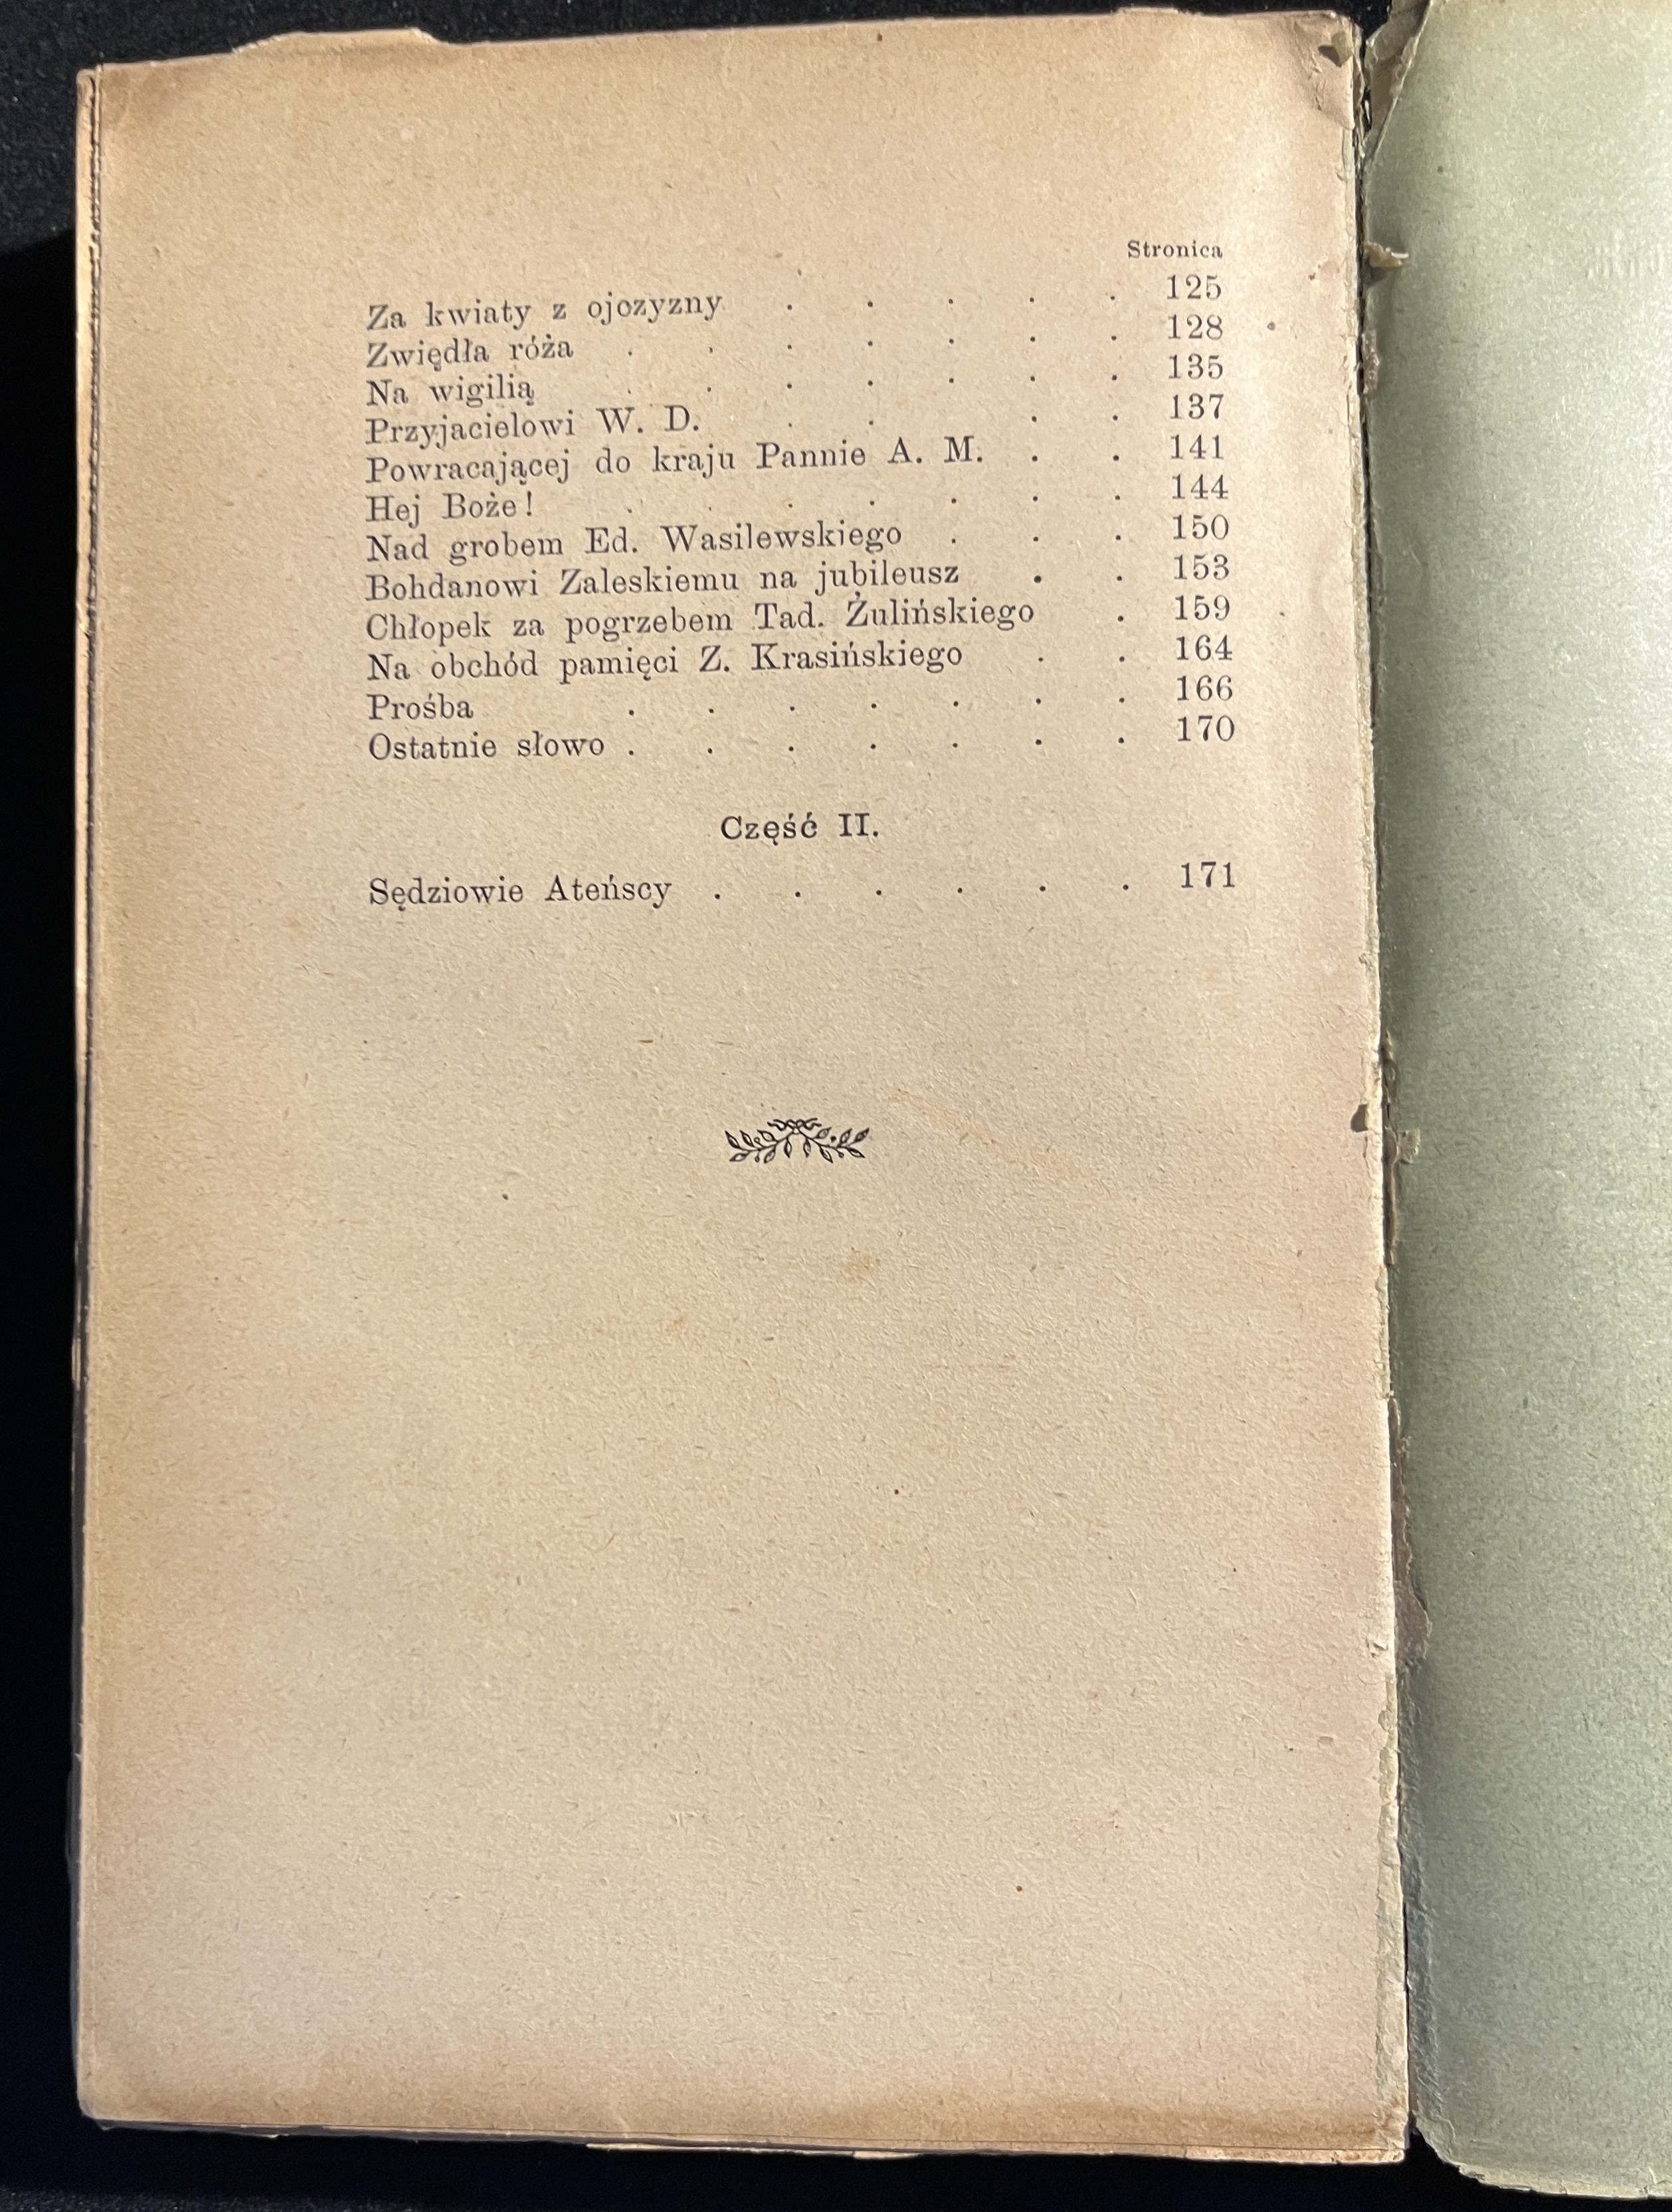 Stronica
Za kwiaty z ojczyzny . . . . . 125
Zwiędła róża . . . . . . . 128
Na wigilią . . . . . . . 135
Przyjacielowi W. D. . . . . 137
Powracającej do kraju Pannie A. M. . . 141
Hej Boże! . . . . . . . 144
Nad grobem Ed. Wasilewskiego . . . 150
Bohdanowi Zaleskiemu na jubileusz . . 153
Chłopek za pogrzebem Tad. Żulińskiego . 159
Na obchód pamięci Z. Krasińskiego . . 164
Prośba . . . . . . . 166
Ostatnie słowo . . . . . . . 170
Część II.
Sędziowie Ateńscy . . . . . . 171